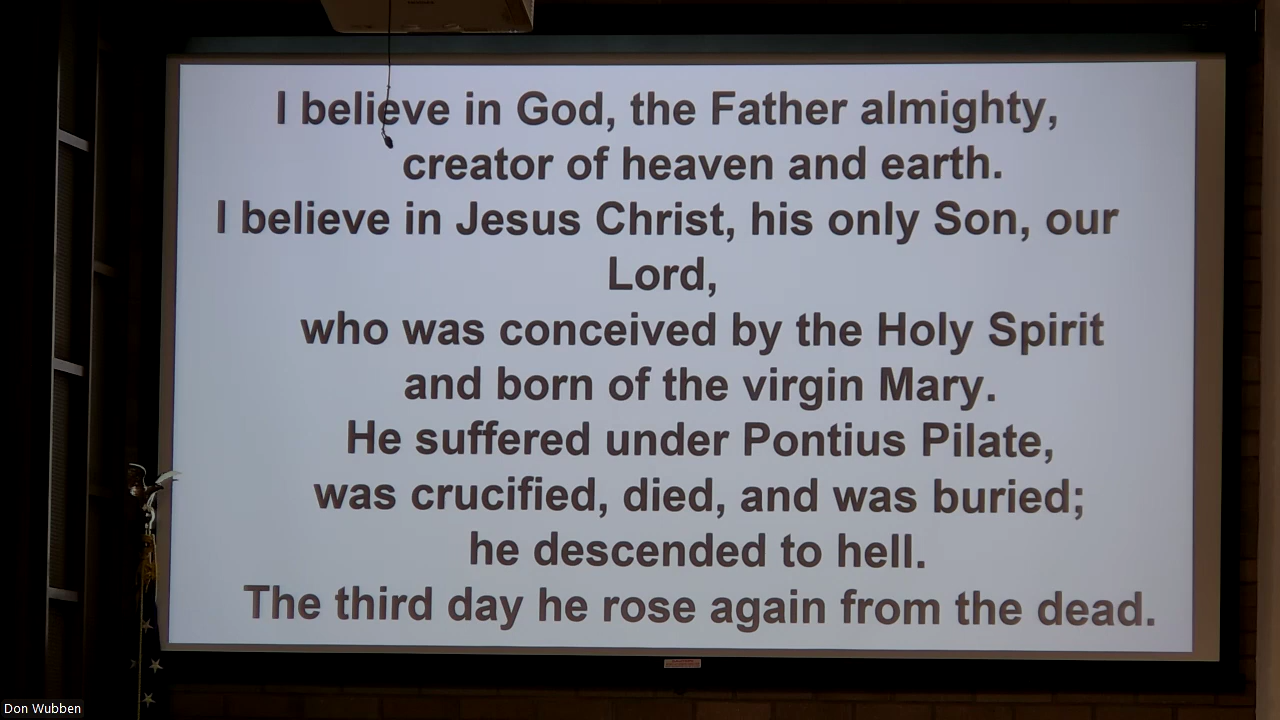 I believe in God, the Father almighty,
creator of heaven and earth.
I believe in Jesus Christ, his only Son, our
Lord,
who was conceived by the Holy Spirit
and born of the virgin Mary.
He suffered under Pontius Pilate,
was crucified, died, and was buried;
he descended to hell.
The third day he rose again from the dead.
Don Wubben